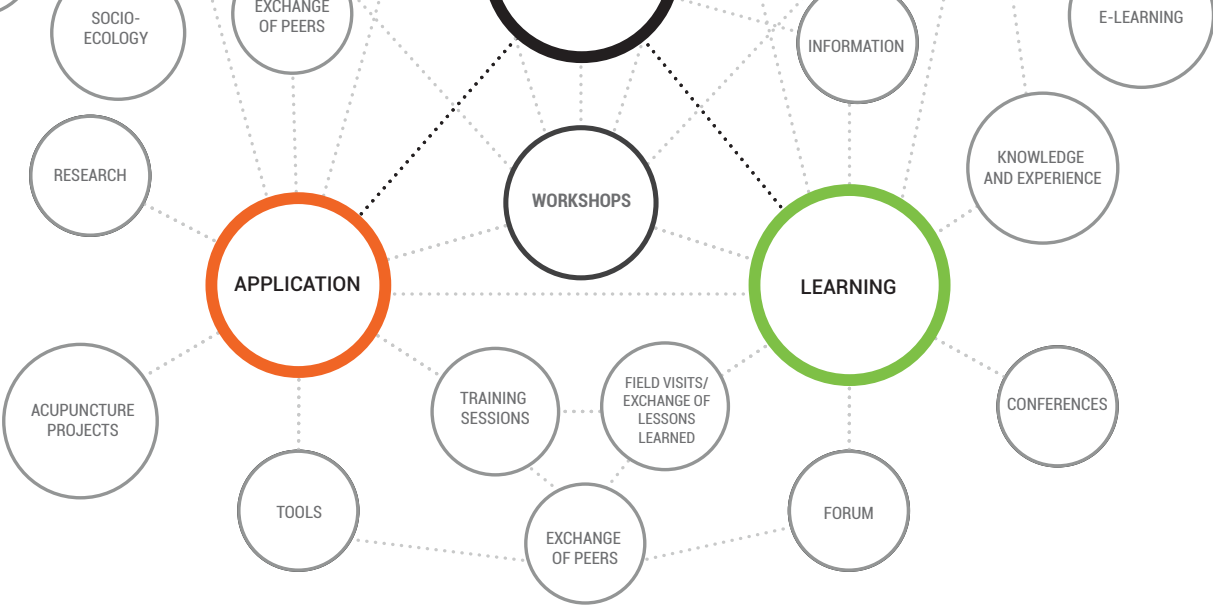 SOCIO-
ECOLOGY
EXCHANGE
OF PEERS
INFORMATION
E-LEARNING
RESEARCH
WORKSHOPS
KNOWLEDGE
AND EXPERIENCE
APPLICATION
LEARNING
ACUPUNCTURE
PROJECTS
TRAINING
SESSIONS
FIELD VISITS/
EXCHANGE OF
LESSONS
LEARNED
CONFERENCES
TOOLS
EXCHANGE
OF PEERS
FORUM